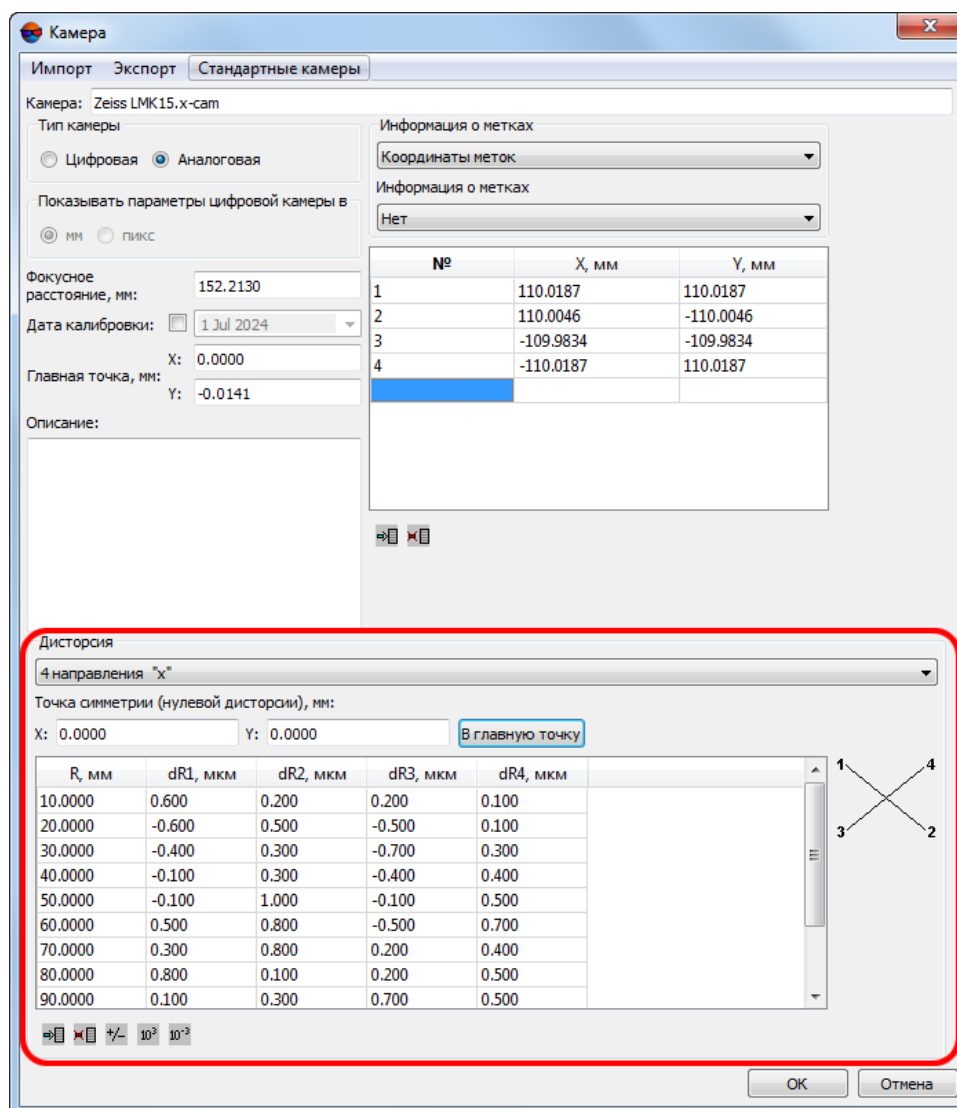 Камера
Импорт Экспорт Стандартные камеры
Камера: Zeiss LMK15.x-cam
Тип камеры
Цифровая Аналоговая
Показывать параметры цифровой камеры в
мм пикс
Фокусное расстояние, мм: 152.2130
Дата калибровки: 1 Jul 2024
Главная точка, мм:
X: 0.0000
Y: -0.0141
Описание:
Информация о метках
Координаты меток
Информация о метках
Нет
№ X, мм Y, мм
1 110.0187 110.0187
2 110.0046 -110.0046
3 -109.9834 -109.9834
4 -110.0187 110.0187
Дисторсия
4 направления "x"
Точка симметрии (нулевой дисторсии), мм:
X: 0.0000 Y: 0.0000 В главную точку
R, мм dR1, мкм dR2, мкм dR3, мкм dR4, мкм
10.0000 0.600 0.200 0.200 0.100
20.0000 -0.600 0.500 -0.500 0.100
30.0000 -0.400 0.300 -0.700 0.300
40.0000 -0.100 0.300 -0.400 0.400
50.0000 -0.100 1.000 -0.100 0.500
60.0000 0.500 0.800 -0.500 0.700
70.0000 0.300 0.800 0.200 0.400
80.0000 0.800 0.100 0.200 0.500
90.0000 0.100 0.300 0.700 0.500
1 4
3 2
+/- 10³ 10⁻³
OK Отмена